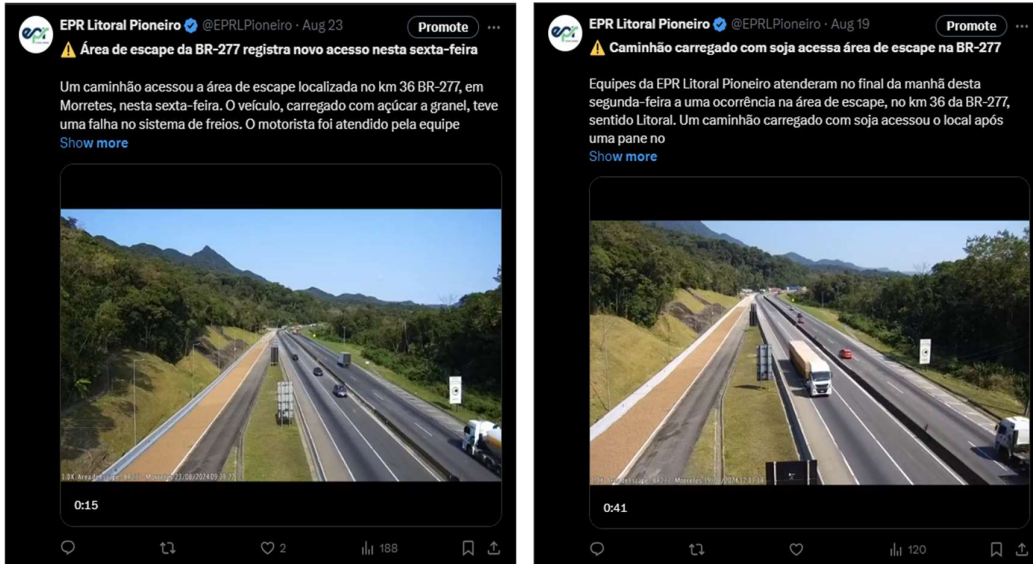 EPR Litoral Pioneiro @EPRLPioneiro · Aug 23
Promote
Área de escape da BR-277 registra novo acesso nesta sexta-feira
Um caminhão acessou a área de escape localizada no km 36 BR-277, em
Morretes, nesta sexta-feira. O veículo, carregado com açúcar a granel, teve
uma falha no sistema de freios. O motorista foi atendido pela equipe
Show more
0:15
2
188
EPR Litoral Pioneiro @EPRLPioneiro · Aug 19
Promote
Caminhão carregado com soja acessa área de escape na BR-277
Equipes da EPR Litoral Pioneiro atenderam no final da manhã desta
segunda-feira a uma ocorrência na área de escape, no km 36 da BR-277,
sentido Litoral. Um caminhão carregado com soja acessou o local após
uma pane no
Show more
0:41
120